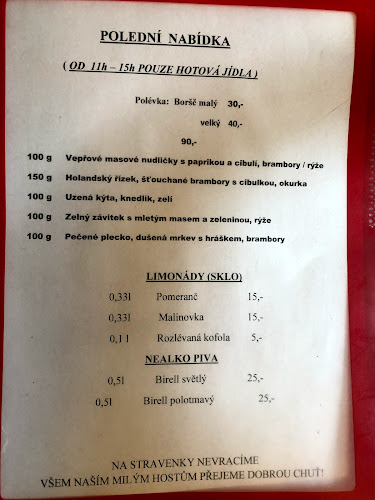 POLEDNÍ NABÍDKA
( OD 11h – 15h POUZE HOTOVÁ JÍDLA )
Polévka: Boršč malý 30,-
velký 40,-
90,-
100 g Vepřové masové nudličky s paprikou a cibulí, brambory / rýže
150 g Holandský řízek, šťouchané brambory s cibulkou, okurka
100 g Uzená kýta, knedlík, zelí
100 g Zelný závitek s mletým masem a zeleninou, rýže
100 g Pečené plecko, dušená mrkev s hráškem, brambory
LIMONÁDY (SKLO)
0,33l Pomeranč 15,-
0,33l Malinovka 15,-
0,1 l Rozlévaná kofola 5,-
NEALKO PIVA
0,5l Birell světlý 25,-
0,5l Birell polotmavý 25,-
NA STRAVENKY NEVRACÍME
VŠEM NAŠÍM MILÝM HOSTŮM PŘEJEME DOBROU CHUŤ!